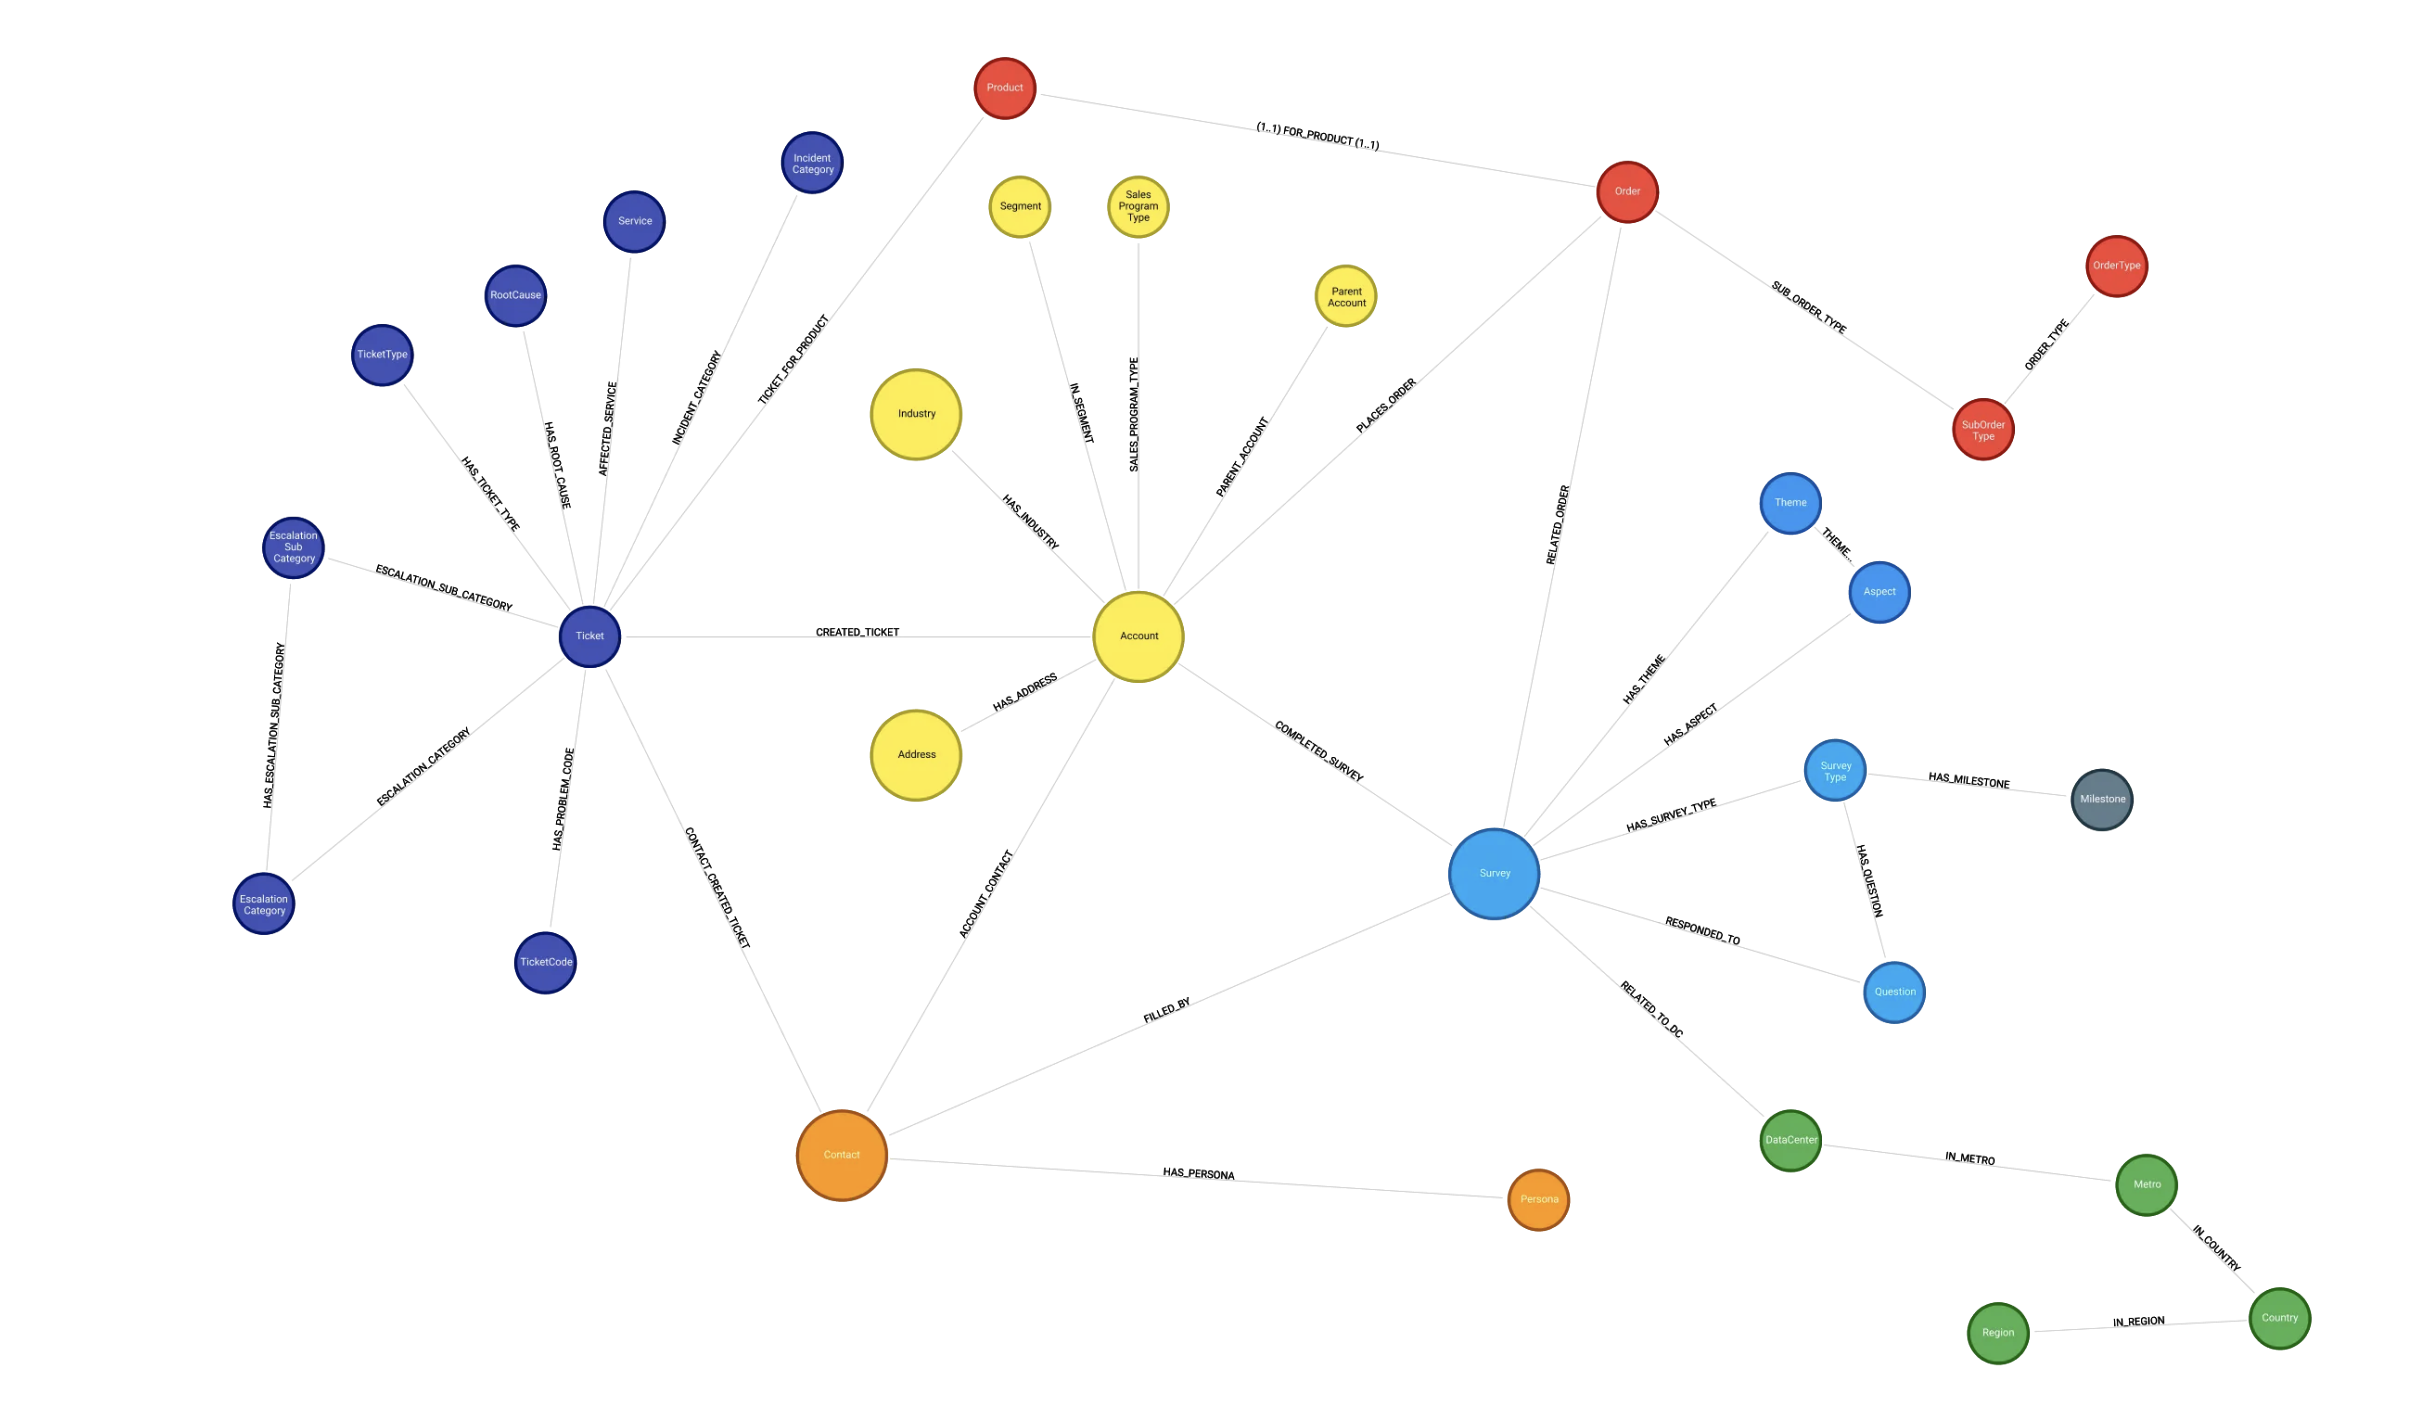 Product
(1..1) FOR_PRODUCT (1..1)
Incident
Category
Order
Segment
Sales
Program
Type
Service
OrderType
RootCause
Parent
Account
SUB_ORDER_TYPE
TicketType
ORDER_TYPE
TICKET_FOR_PRODUCT
INCIDENT_CATEGORY
Industry
IN_SEGMENT
SALES_PROGRAM_TYPE
PLACES_ORDER
AFFECTED_SERVICE
SubOrder
Type
HAS_ROOT_CAUSE
PARENT_ACCOUNT
HAS_TICKET_TYPE
Theme
HAS_INDUSTRY
RELATED_ORDER
Escalation
Sub
Category
THEME...
ESCALATION_SUB_CATEGORY
Aspect
Ticket
CREATED_TICKET
Account
HAS_THEME
HAS_ADDRESS
HAS_ESCALATION_SUB_CATEGORY
HAS_ASPECT
Address
COMPLETED_SURVEY
ESCALATION_CATEGORY
Survey
Type
HAS_MILESTONE
Milestone
HAS_PROBLEM_CODE
HAS_SURVEY_TYPE
Survey
HAS_QUESTION
CONTACT_CREATED_TICKET
ACCOUNT_CONTACT
Escalation
Category
RESPONDED_TO
TicketCode
Question
FILLED_BY
RELATED_TO_DC
DataCenter
Contact
IN_METRO
HAS_PERSONA
Metro
Persona
IN_COUNTRY
Region
IN_REGION
Country